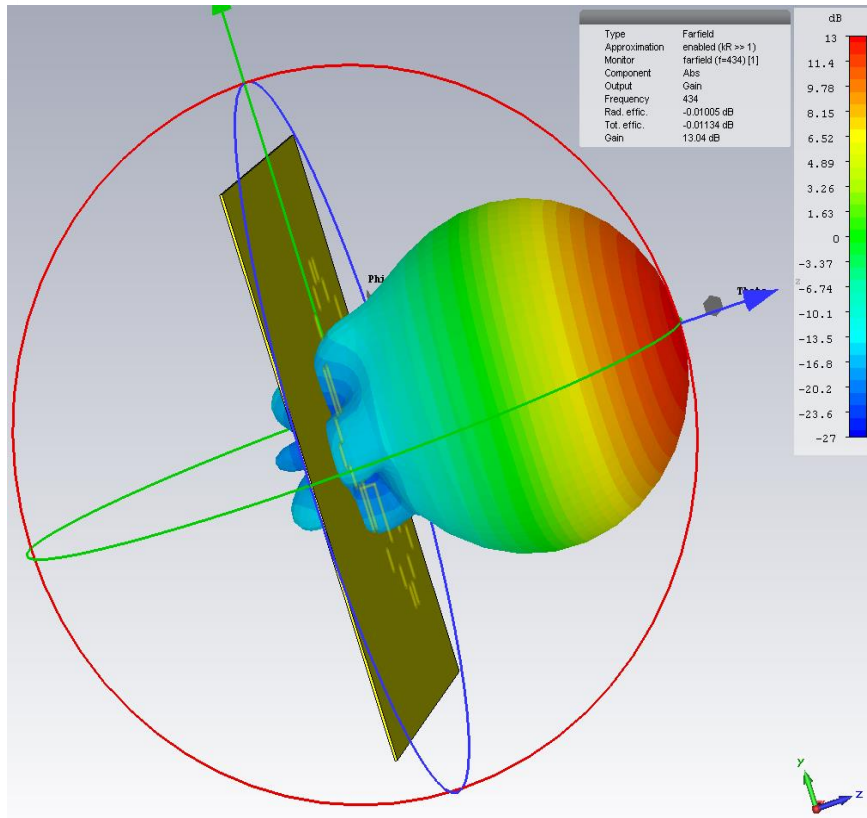 Type Farfield
Approximation enabled (kR >> 1)
Monitor farfield (f=434) [1]
Component Abs
Output Gain
Frequency 434
Rad. effic. -0.01005 dB
Tot. effic. -0.01134 dB
Gain 13.04 dB
dB
13
11.4
9.78
8.15
6.52
4.89
3.26
1.63
0
-3.37
-6.74
-10.1
-13.5
-16.8
-20.2
-23.6
-27
Phi
z
y
z